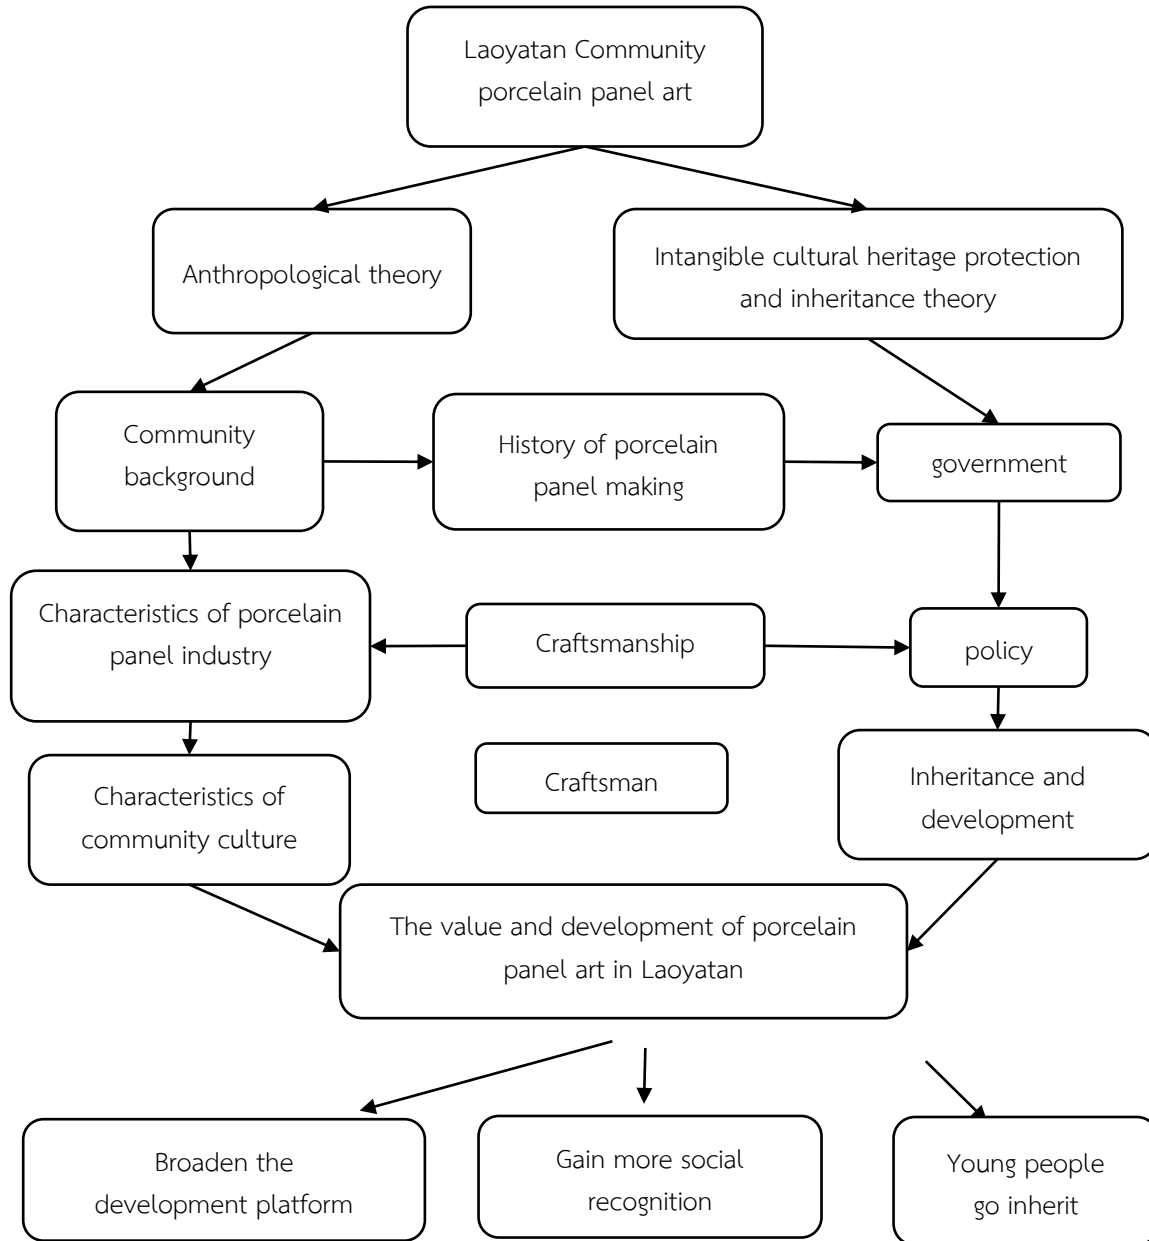 Laoyatan Community
porcelain panel art
Anthropological theory
Intangible cultural heritage protection
and inheritance theory
Community
background
History of porcelain
panel making
government
Characteristics of porcelain
panel industry
Craftsmanship
policy
Characteristics of
community culture
Craftsman
Inheritance and
development
The value and development of porcelain
panel art in Laoyatan
Broaden the
development platform
Gain more social
recognition
Young people
go inherit